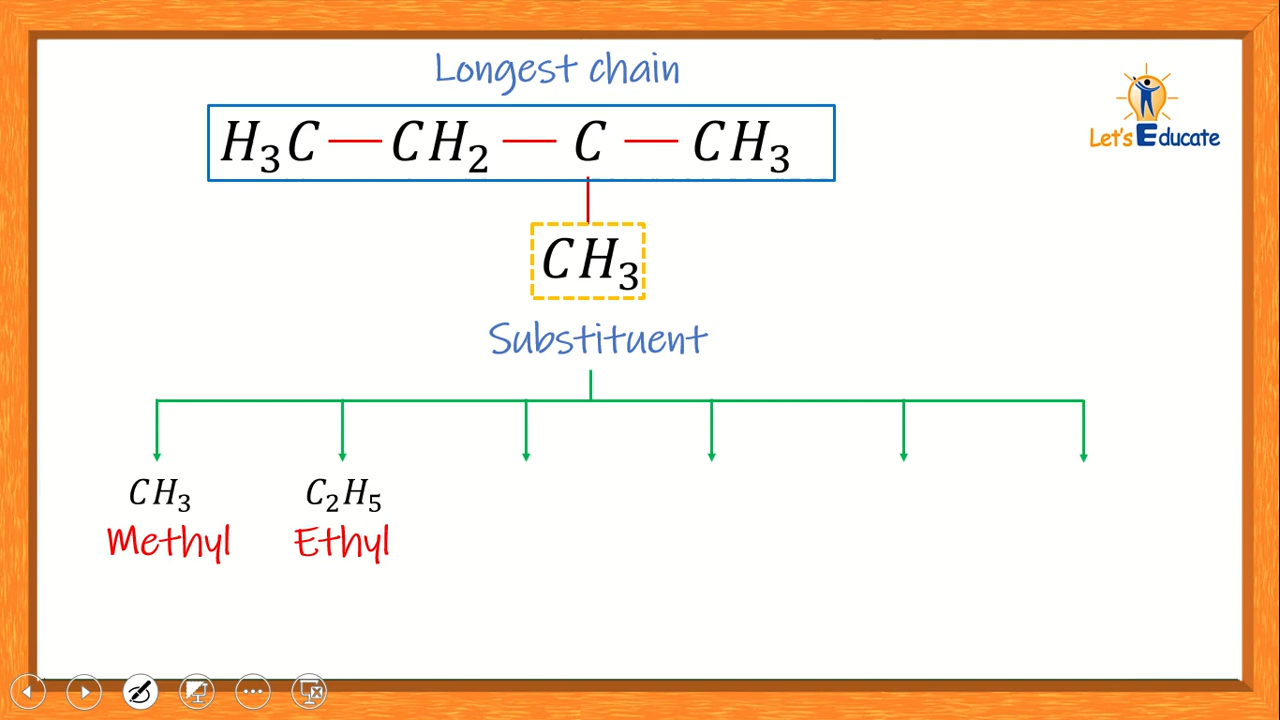 Longest chain
Let's Educate
H₃C — CH₂ — C — CH₃
CH₃
Substituent
CH₃ C₂H₅
Methyl Ethyl